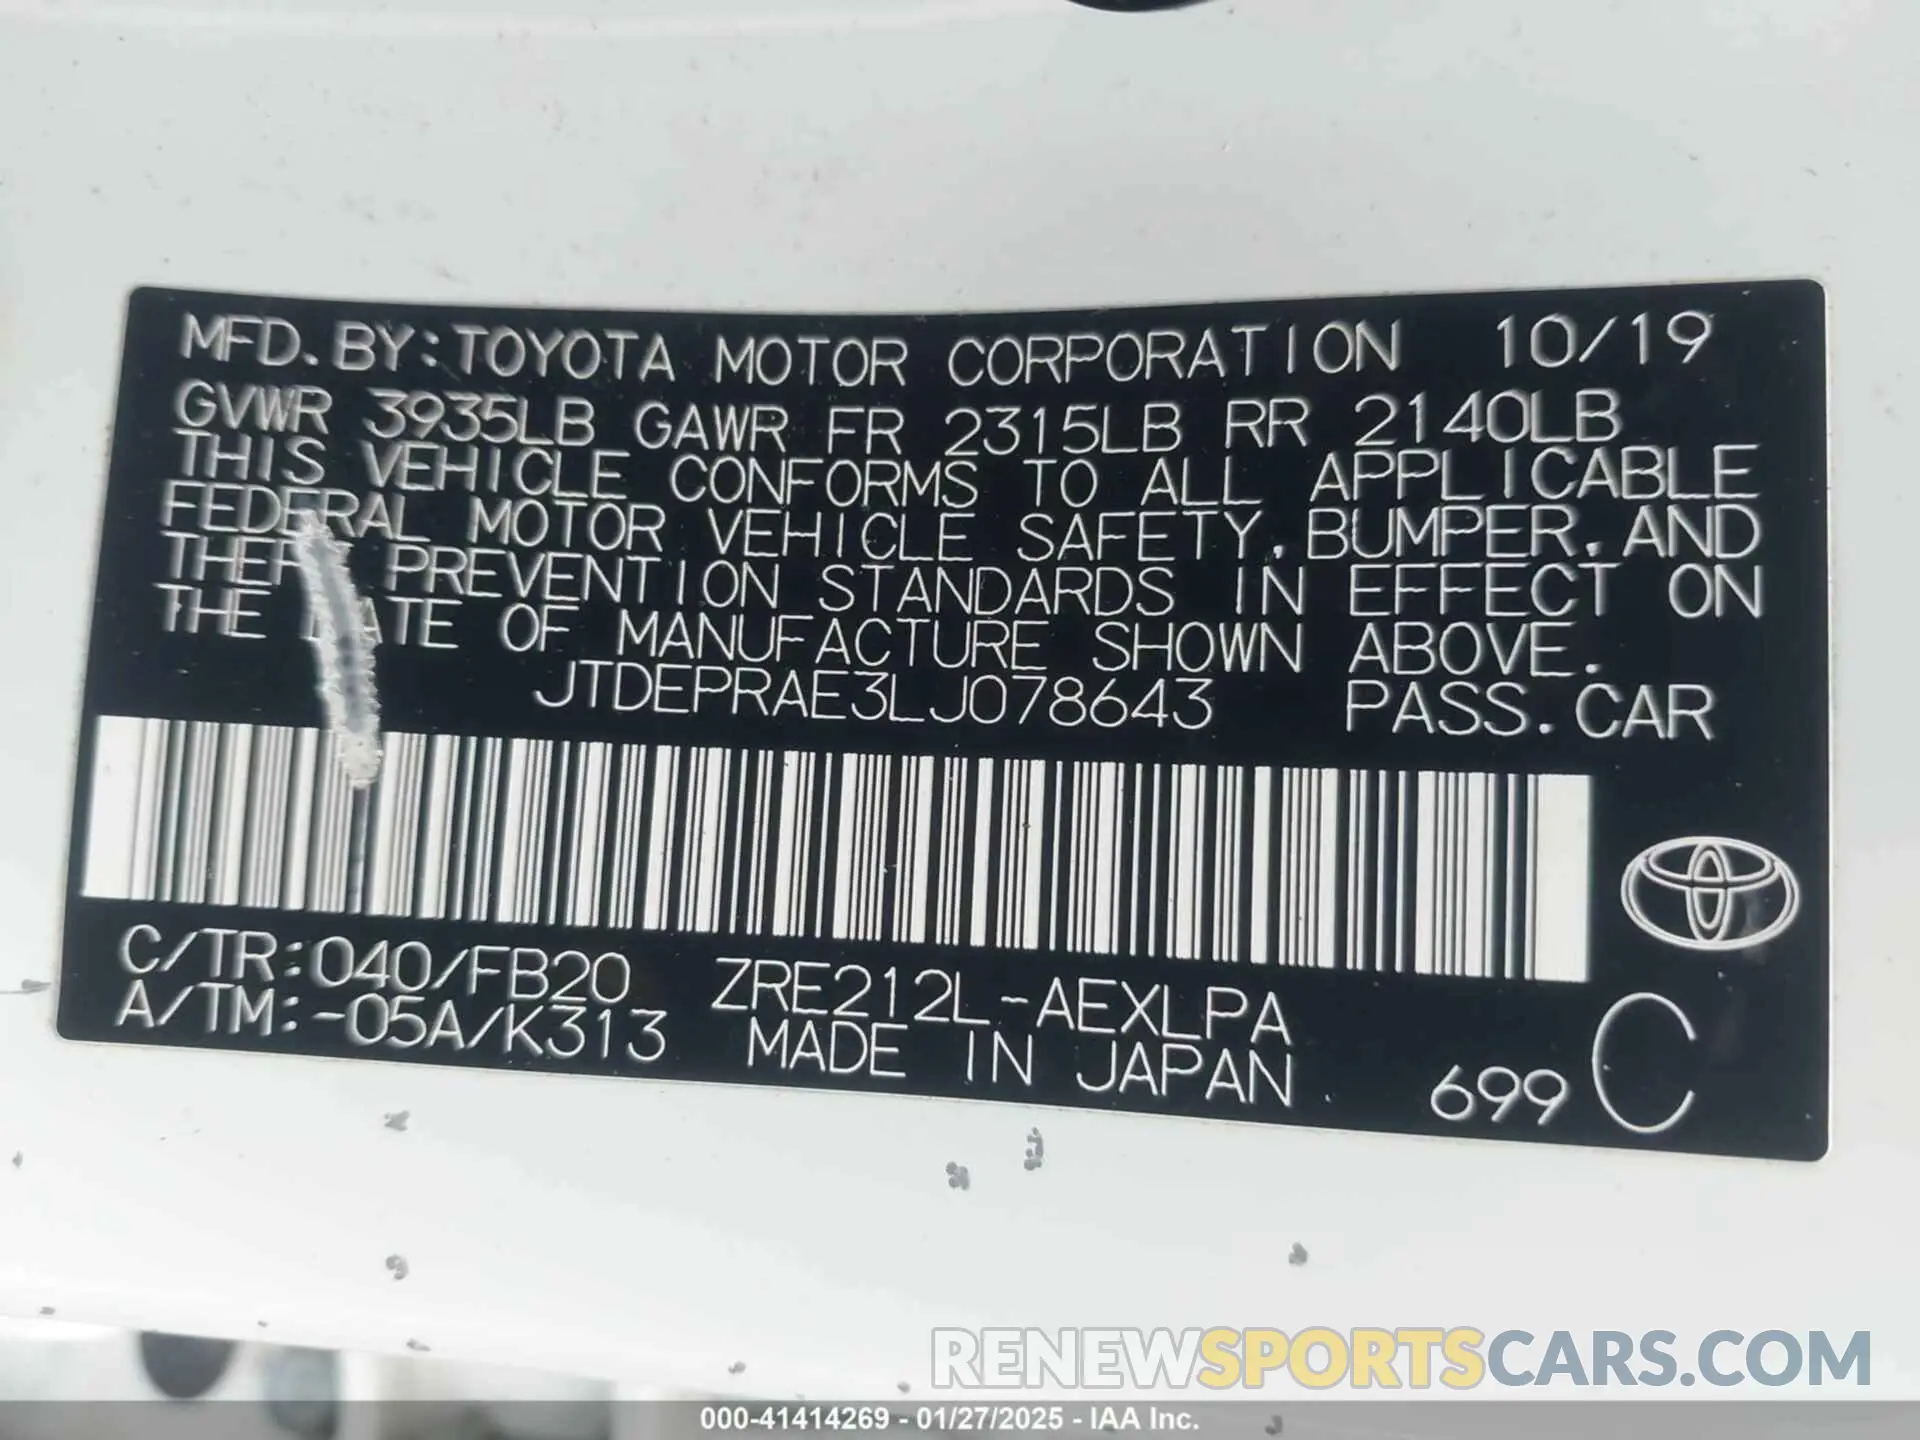 MFD. BY: TOYOTA MOTOR CORPORATION 10/19
GVWR 3935LB GAWR FR 2315LB RR 2140LB
THIS VEHICLE CONFORMS TO ALL APPLICABLE
FEDERAL MOTOR VEHICLE SAFETY, BUMPER, AND
THEFT PREVENTION STANDARDS IN EFFECT ON
THE DATE OF MANUFACTURE SHOWN ABOVE.
JTDEPRAE3LJ078643 PASS. CAR
C/TR: 040/FB20 ZRE212L-AEXLPA
A/TM: -05A/K313 MADE IN JAPAN
699 C
RENEWSPORTSCARS.COM
000-41414269 - 01/27/2025 - IAA Inc.